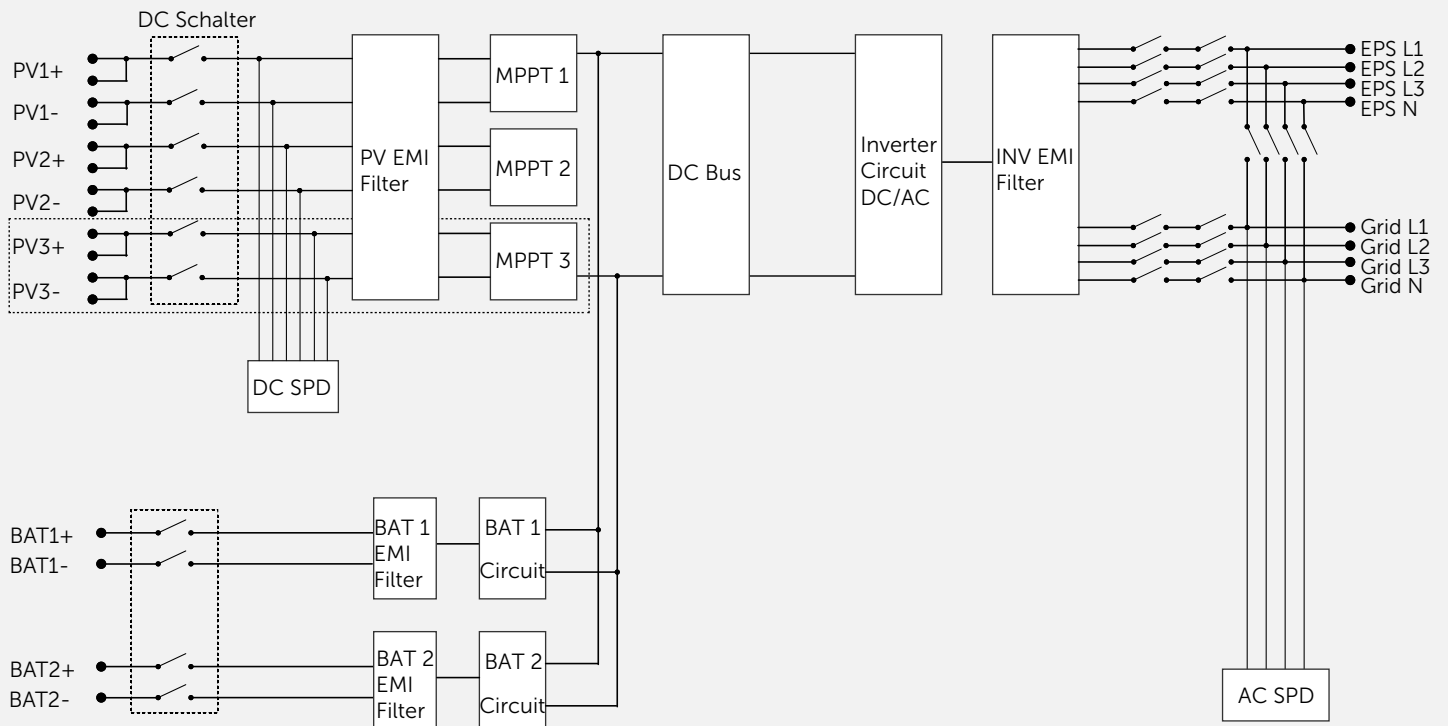 DC Schalter
PV1+
PV1-
PV2+
PV2-
PV3+
PV3-
PV EMI
Filter
MPPT 1
MPPT 2
MPPT 3
DC Bus
Inverter
Circuit
DC/AC
INV EMI
Filter
EPS L1
EPS L2
EPS L3
EPS N
Grid L1
Grid L2
Grid L3
Grid N
DC SPD
BAT1+
BAT1-
BAT 1
EMI
Filter
BAT 1
Circuit
BAT2+
BAT2-
BAT 2
EMI
Filter
BAT 2
Circuit
AC SPD